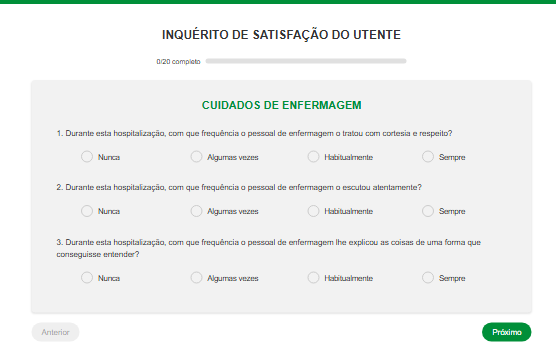 INQUÉRITO DE SATISFAÇÃO DO UTENTE
0/20 completo
CUIDADOS DE ENFERMAGEM
1. Durante esta hospitalização, com que frequência o pessoal de enfermagem o tratou com cortesia e respeito?
Nunca Algumas vezes Habitualmente Sempre
2. Durante esta hospitalização, com que frequência o pessoal de enfermagem o escutou atentamente?
Nunca Algumas vezes Habitualmente Sempre
3. Durante esta hospitalização, com que frequência o pessoal de enfermagem lhe explicou as coisas de uma forma que
conseguisse entender?
Nunca Algumas vezes Habitualmente Sempre
Anterior Próximo